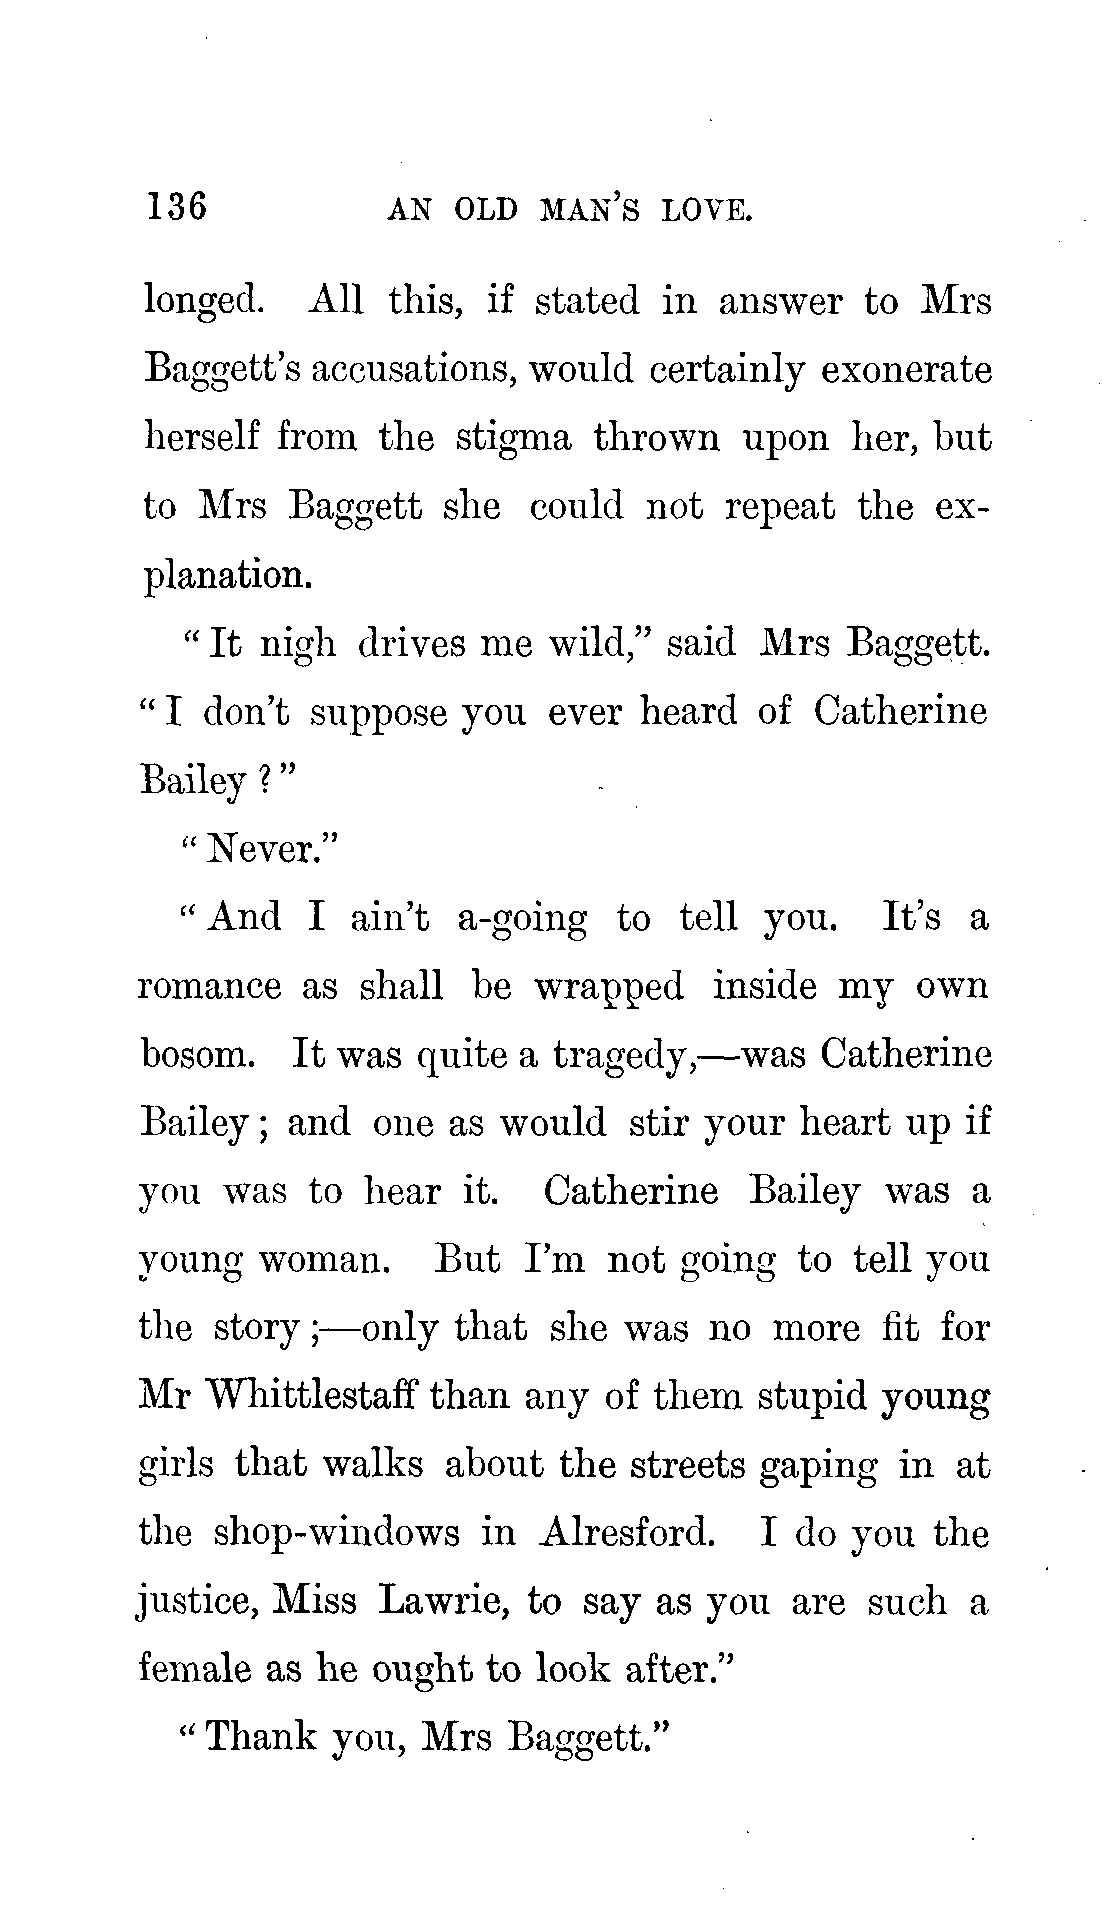 136 AN OLD MAN'S LOVE.
longed. All this, if stated in answer to Mrs
Baggett's accusations, would certainly exonerate
herself from the stigma thrown upon her, but
to Mrs Baggett she could not repeat the ex-
planation.
"It nigh drives me wild," said Mrs Baggett.
"I don't suppose you ever heard of Catherine
Bailey?"
"Never."
"And I ain't a-going to tell you. It's a
romance as shall be wrapped inside my own
bosom. It was quite a tragedy,—was Catherine
Bailey; and one as would stir your heart up if
you was to hear it. Catherine Bailey was a
young woman. But I'm not going to tell you
the story;—only that she was no more fit for
Mr Whittlestaff than any of them stupid young
girls that walks about the streets gaping in at
the shop-windows in Alresford. I do you the
justice, Miss Lawrie, to say as you are such a
female as he ought to look after."
"Thank you, Mrs Baggett."